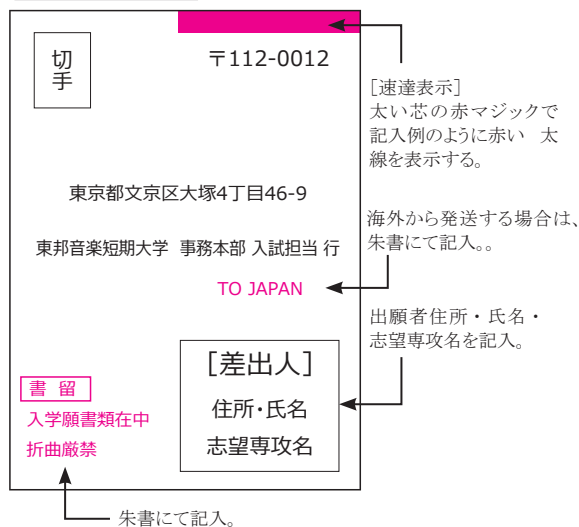 切手
〒112-0012
[速達表示]
太い芯の赤マジックで
記入例のように赤い 太
線を表示する。
東京都文京区大塚4丁目46-9
東邦音楽短期大学 事務本部 入試担当 行
海外から発送する場合は、
朱書にて記入。。
TO JAPAN
出願者住所・氏名・
志望専攻名を記入。
[差出人]
住所・氏名
志望専攻名
書留
入学願書類在中
折曲厳禁
朱書にて記入。